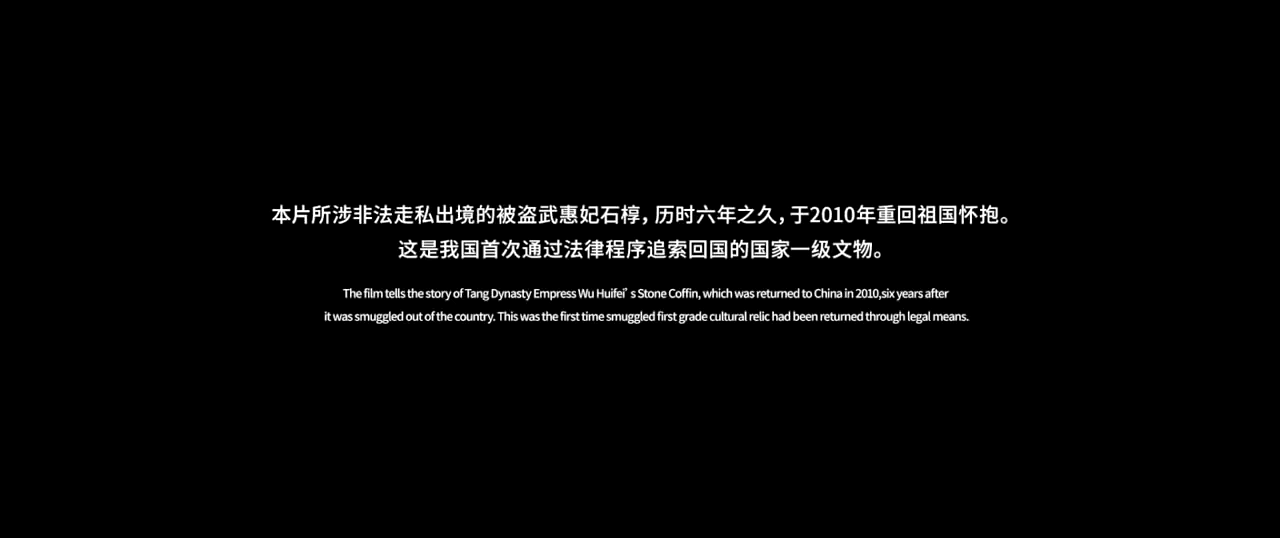 本片所涉非法走私出境的被盗武惠妃石椁，历时六年之久，于2010年重回祖国怀抱。
这是我国首次通过法律程序追索回国的国家一级文物。
The film tells the story of Tang Dynasty Empress Wu Huifei’s Stone Coffin, which was returned to China in 2010,six years after
it was smuggled out of the country. This was the first time smuggled first grade cultural relic had been returned through legal means.